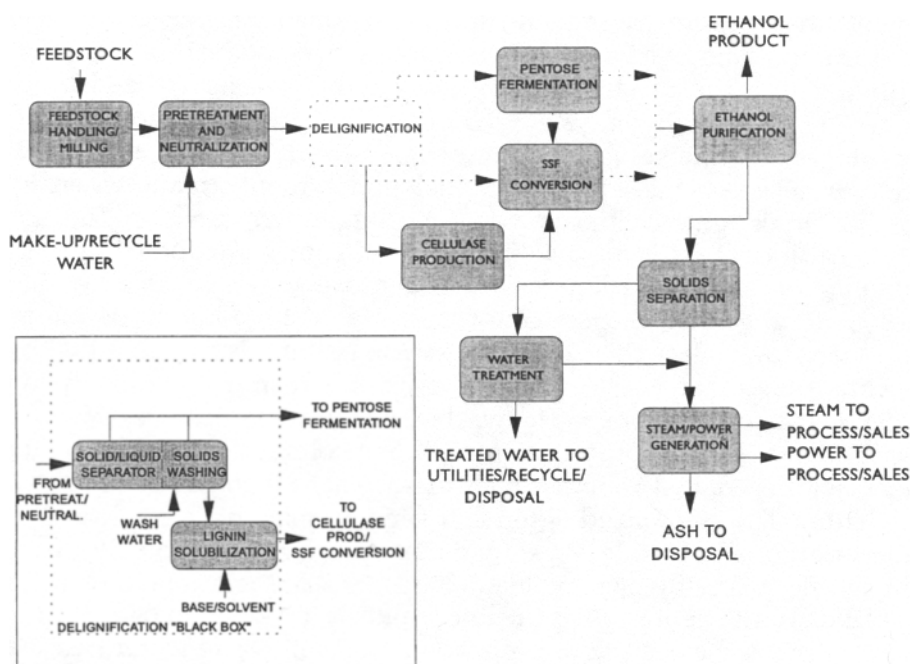 FEEDSTOCK
FEEDSTOCK
HANDLING/
MILLING
PRETREATMENT
AND
NEUTRALIZATION
MAKE-UP/RECYCLE
WATER
DELIGNIFICATION
PENTOSE
FERMENTATION
SSF
CONVERSION
CELLULASE
PRODUCTION
ETHANOL
PRODUCT
ETHANOL
PURIFICATION
SOLIDS
SEPARATION
WATER
TREATMENT
TREATED WATER TO
UTILITIES/RECYCLE/
DISPOSAL
STEAM/POWER
GENERATION
STEAM TO
PROCESS/SALES
POWER TO
PROCESS/SALES
ASH TO
DISPOSAL
TO PENTOSE
FERMENTATION
SOLID/LIQUID
SEPARATOR
SOLIDS
WASHING
FROM
PRETREAT./
NEUTRAL.
WASH
WATER
LIGNIN
SOLUBILIZATION
TO
CELLULASE
PROD./
SSF CONVERSION
BASE/SOLVENT
DELIGNIFICATION "BLACK BOX"